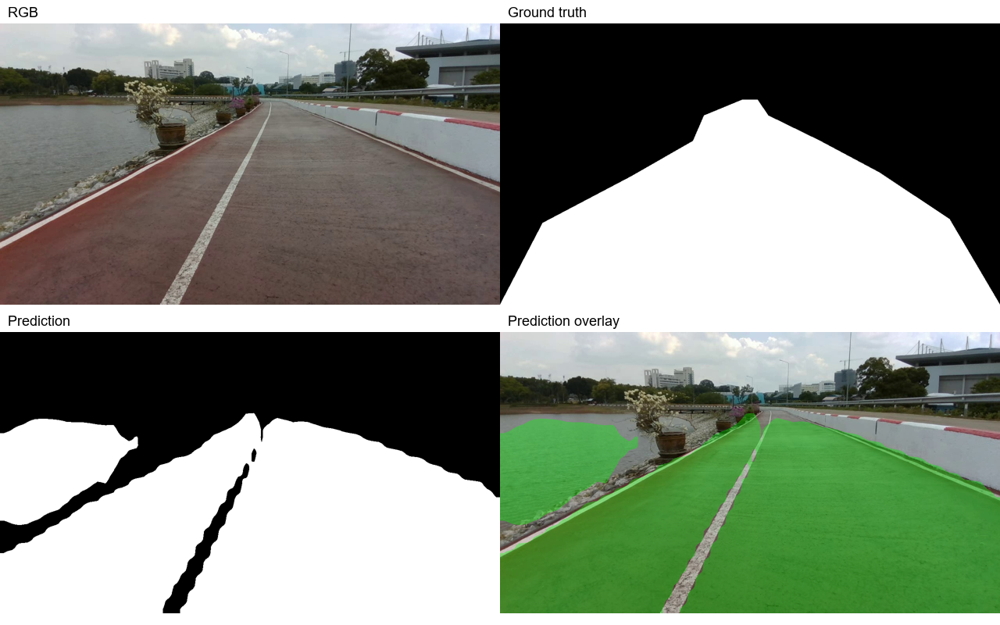 RGB
Ground truth
Prediction
Prediction overlay